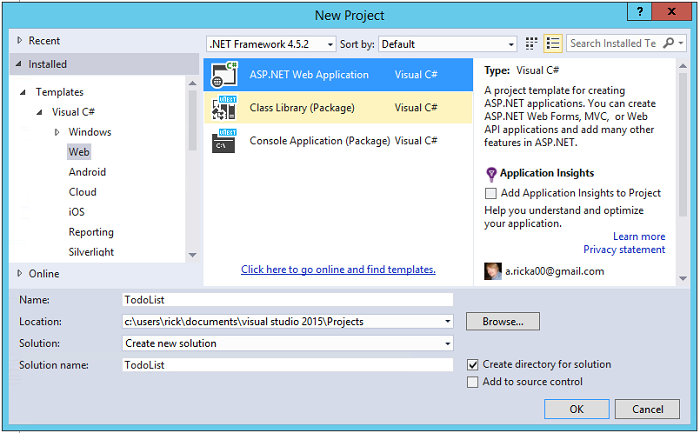 New Project
? x
Recent
.NET Framework 4.5.2 Sort by: Default Search Installed Te
Installed
Templates
Visual C#
Windows
Web
Android
Cloud
iOS
Reporting
Silverlight
Online
ASP.NET Web Application Visual C#
Class Library (Package) Visual C#
Console Application (Package) Visual C#
Click here to go online and find templates.
Type: Visual C#
A project template for creating
ASP.NET applications. You can create
ASP.NET Web Forms, MVC, or Web
API applications and add many other
features in ASP.NET.
Application Insights
Add Application Insights to Project
Help you understand and optimize
your application.
Learn more
Privacy statement
a.ricka00@gmail.com
Name: TodoList
Location: c:\users\rick\documents\visual studio 2015\Projects Browse...
Solution: Create new solution
Solution name: TodoList
Create directory for solution
Add to source control
OK Cancel